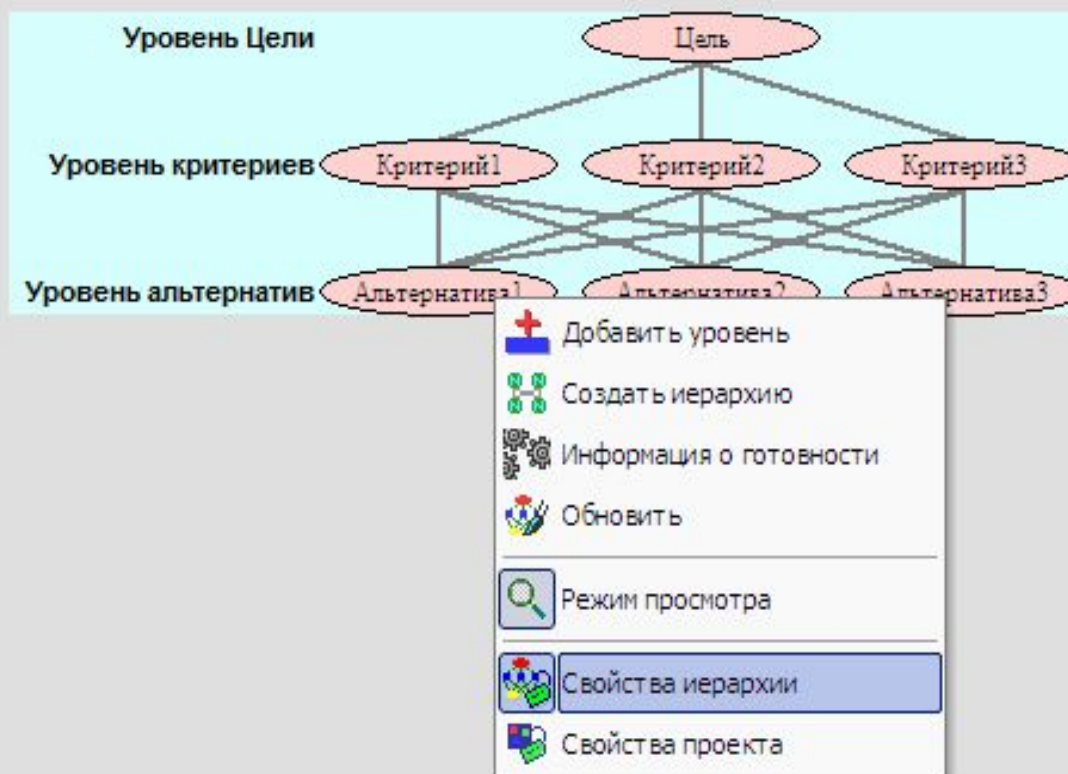 Уровень Цели Цель
Уровень критериев Критерий1 Критерий2 Критерий3
Уровень альтернатив Альтернатива1 Альтернатива2 Альтернатива3
Добавить уровень
Создать иерархию
Информация о готовности
Обновить
Режим просмотра
Свойства иерархии
Свойства проекта